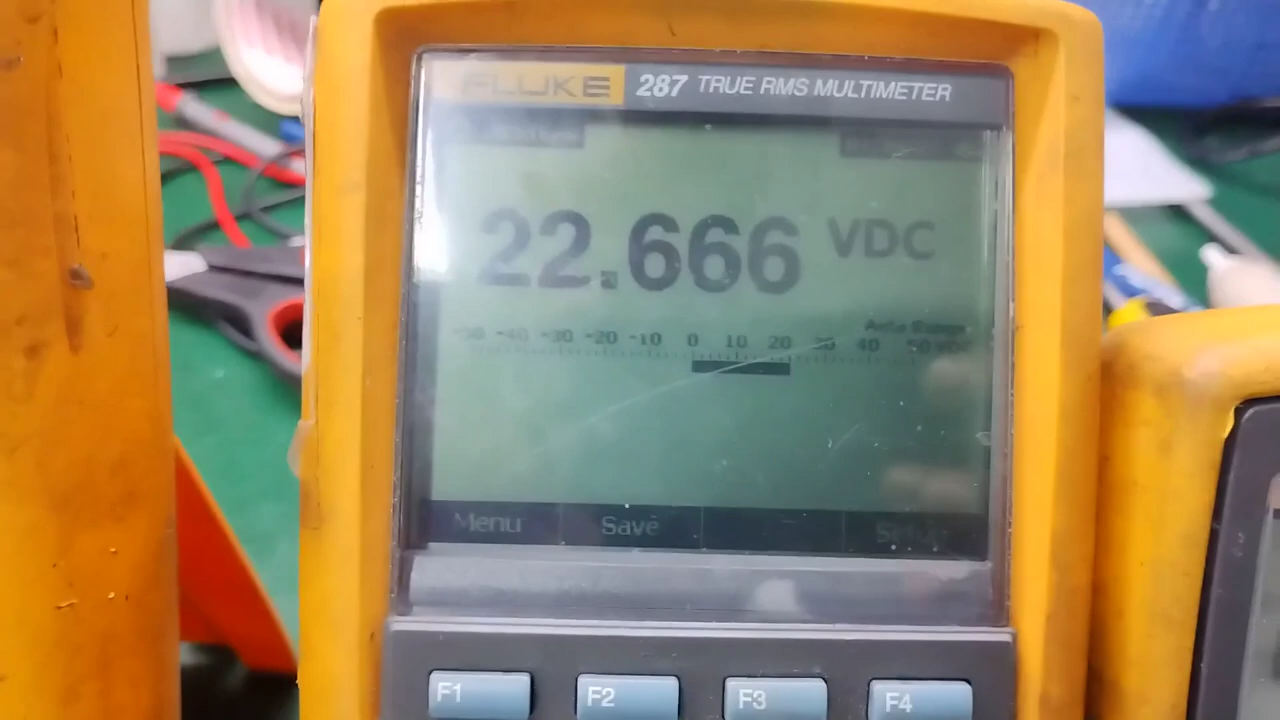 FLUKE 287 TRUE RMS MULTIMETER
22.666 VDC
Auto Range
-50 -40 -30 -20 -10 0 10 20 30 40 50 VDC
Menu Save Setup
F1 F2 F3 F4